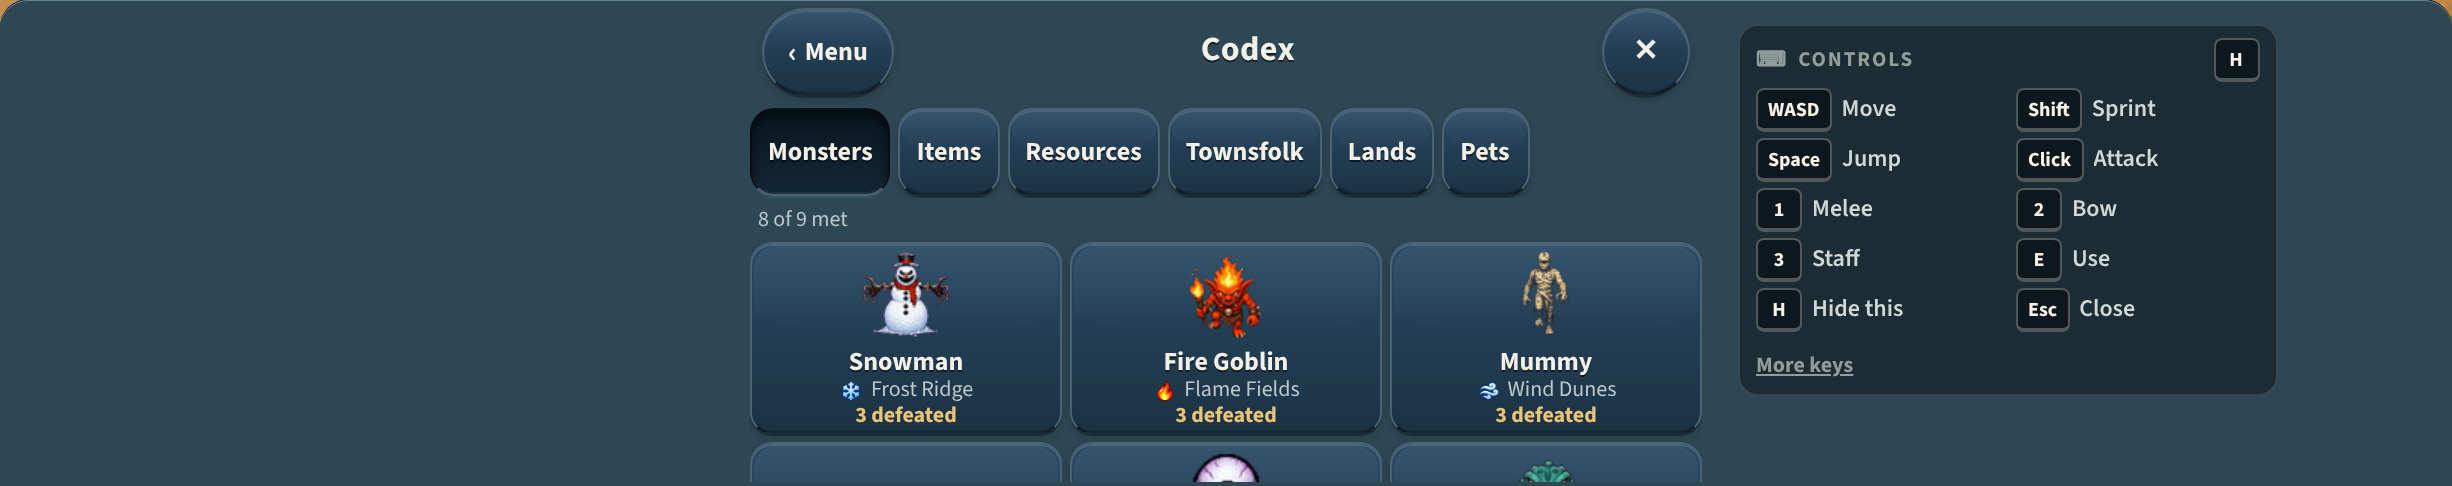 ‹ Menu
Codex
×
Monsters
Items
Resources
Townsfolk
Lands
Pets
8 of 9 met
Snowman
Frost Ridge
3 defeated
Fire Goblin
Flame Fields
3 defeated
Mummy
Wind Dunes
3 defeated
CONTROLS
H
WASD Move
Shift Sprint
Space Jump
Click Attack
1 Melee
2 Bow
3 Staff
E Use
H Hide this
Esc Close
More keys